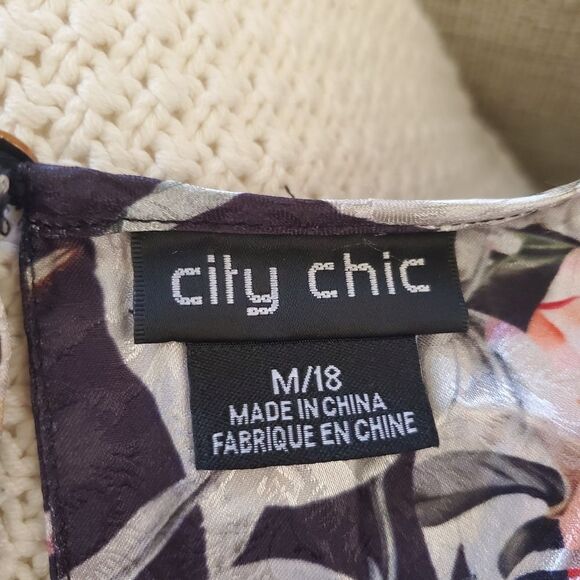 city chic
M/18
MADE IN CHINA
FABRIQUE EN CHINE